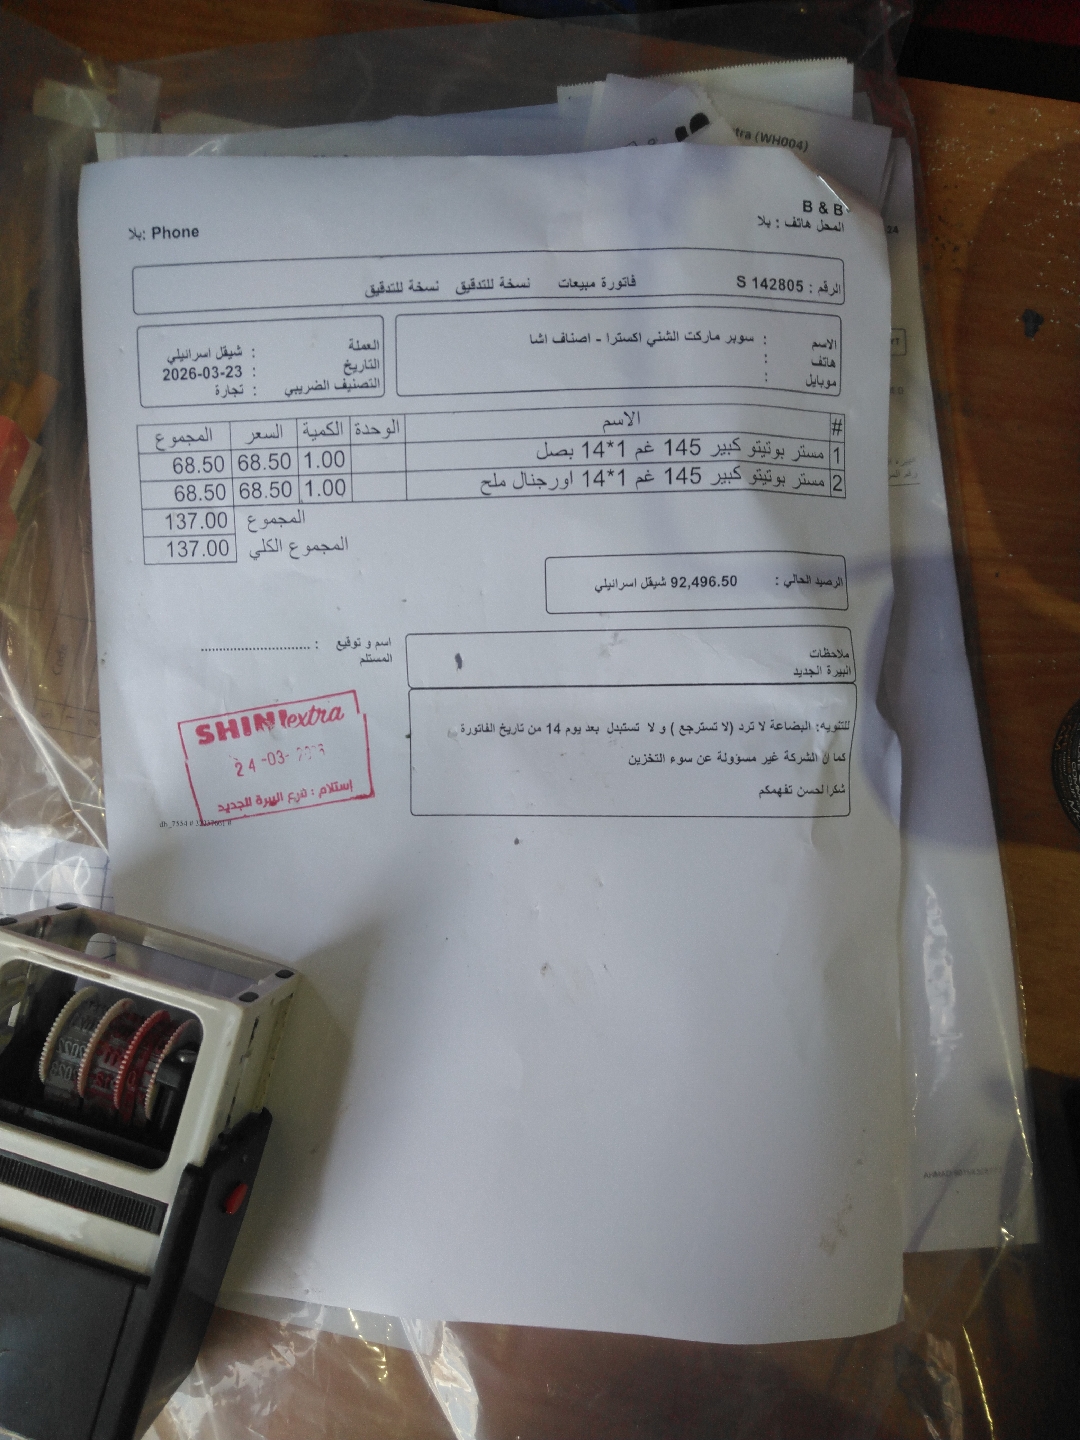 tra (WH004)
B & B
المحل هاتف : بلا
Phone :بلا
الرقم : S 142805
فاتورة مبيعات نسخة للتدقيق نسخة للتدقيق
الاسم : سوبر ماركت الشني اكسترا - اصناف اشا
هاتف :
موبايل :
العملة : شيقل اسرائيلي
التاريخ : 2026-03-23
التصنيف الضريبي : تجارة
# الاسم الوحدة الكمية السعر المجموع
1 مستر بوتيتو كبير 145 غم 1*14 بصل 1.00 68.50 68.50
2 مستر بوتيتو كبير 145 غم 1*14 اورجنال ملح 1.00 68.50 68.50
المجموع 137.00
المجموع الكلي 137.00
الرصيد الحالي : 92,496.50 شيقل اسرائيلي
ملاحظات
البيرة الجديد
اسم و توقيع : ............................
المستلم
للتنويه: البضاعة لا ترد (لا تسترجع ) و لا تستبدل بعد يوم 14 من تاريخ الفاتورة
كما ان الشركة غير مسؤولة عن سوء التخزين
شكرا لحسن تفهمكم
SHINI extra
24-03-
إستلام : فرع البيرة الجديد